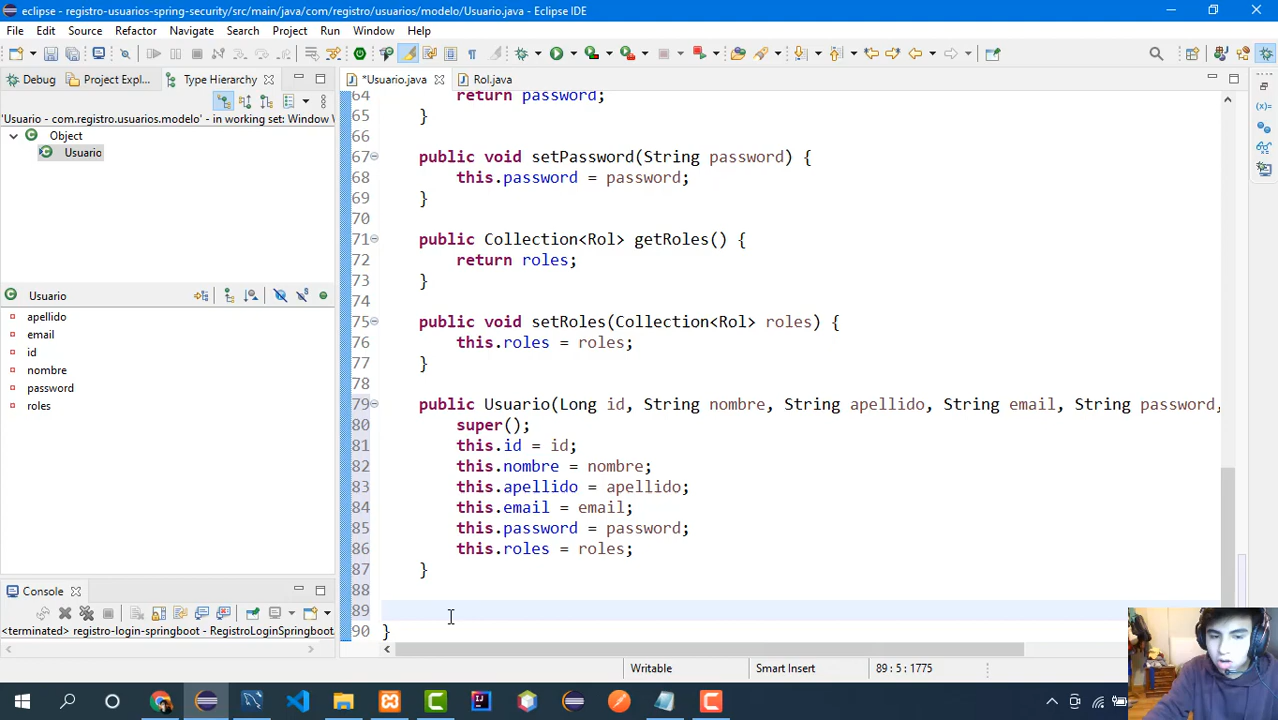 eclipse - registro-usuarios-spring-security/src/main/java/com/registro/usuarios/modelo/Usuario.java - Eclipse IDE
File Edit Source Refactor Navigate Search Project Run Window Help
Debug Project Expl... Type Hierarchy *Usuario.java Rol.java
'Usuario - com.registro.usuarios.modelo' - in working set: Window W
Object
Usuario
Usuario
apellido
email
id
nombre
password
roles
Console
<terminated> registro-login-springboot - RegistroLoginSpringboot.
64 return password;
65 }
66
67 public void setPassword(String password) {
68 this.password = password;
69 }
70
71 public Collection<Rol> getRoles() {
72 return roles;
73 }
74
75 public void setRoles(Collection<Rol> roles) {
76 this.roles = roles;
77 }
78
79 public Usuario(Long id, String nombre, String apellido, String email, String password,
80 super();
81 this.id = id;
82 this.nombre = nombre;
83 this.apellido = apellido;
84 this.email = email;
85 this.password = password;
86 this.roles = roles;
87 }
88
89
90 }
Writable Smart Insert 89 : 5 : 1775